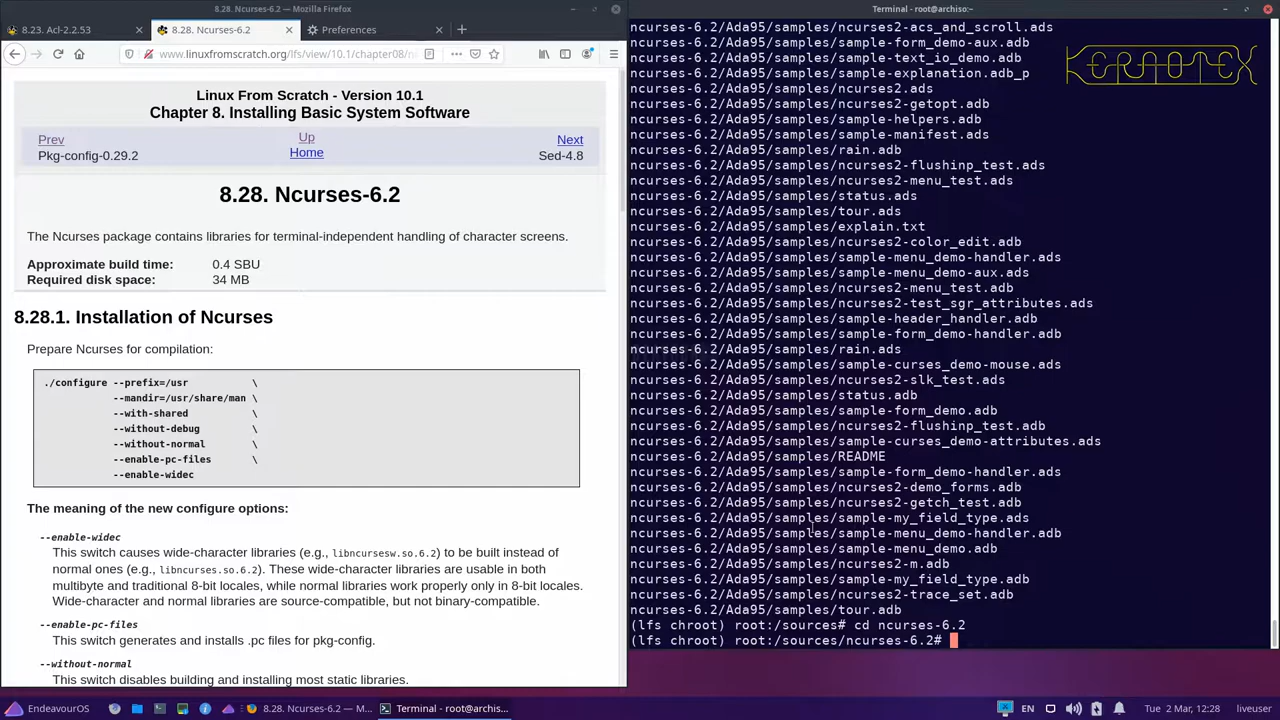 8.28. Ncurses-6.2 — Mozilla Firefox
8.23. Acl-2.2.53
8.28. Ncurses-6.2
Preferences
www.linuxfromscratch.org/lfs/view/10.1/chapter08/n
Linux From Scratch - Version 10.1
Chapter 8. Installing Basic System Software
Prev
Up
Next
Pkg-config-0.29.2
Home
Sed-4.8
8.28. Ncurses-6.2
The Ncurses package contains libraries for terminal-independent handling of character screens.
Approximate build time: 0.4 SBU
Required disk space: 34 MB
8.28.1. Installation of Ncurses
Prepare Ncurses for compilation:
./configure --prefix=/usr \
--mandir=/usr/share/man \
--with-shared \
--without-debug \
--without-normal \
--enable-pc-files \
--enable-widec
The meaning of the new configure options:
--enable-widec
This switch causes wide-character libraries (e.g., libncursesw.so.6.2) to be built instead of
normal ones (e.g., libncurses.so.6.2). These wide-character libraries are usable in both
multibyte and traditional 8-bit locales, while normal libraries work properly only in 8-bit locales.
Wide-character and normal libraries are source-compatible, but not binary-compatible.
--enable-pc-files
This switch generates and installs .pc files for pkg-config.
--without-normal
This switch disables building and installing most static libraries.
Terminal - root@archiso:~
ncurses-6.2/Ada95/samples/ncurses2-acs_and_scroll.ads
ncurses-6.2/Ada95/samples/sample-form_demo-aux.adb
ncurses-6.2/Ada95/samples/sample-text_io_demo.adb
ncurses-6.2/Ada95/samples/sample-explanation.adb_p
ncurses-6.2/Ada95/samples/ncurses2.ads
ncurses-6.2/Ada95/samples/ncurses2-getopt.adb
ncurses-6.2/Ada95/samples/sample-helpers.adb
ncurses-6.2/Ada95/samples/sample-manifest.ads
ncurses-6.2/Ada95/samples/rain.adb
ncurses-6.2/Ada95/samples/ncurses2-flushinp_test.ads
ncurses-6.2/Ada95/samples/ncurses2-menu_test.ads
ncurses-6.2/Ada95/samples/status.ads
ncurses-6.2/Ada95/samples/tour.ads
ncurses-6.2/Ada95/samples/explain.txt
ncurses-6.2/Ada95/samples/ncurses2-color_edit.adb
ncurses-6.2/Ada95/samples/sample-menu_demo-handler.ads
ncurses-6.2/Ada95/samples/sample-menu_demo-aux.ads
ncurses-6.2/Ada95/samples/ncurses2-menu_test.adb
ncurses-6.2/Ada95/samples/ncurses2-test_sgr_attributes.ads
ncurses-6.2/Ada95/samples/sample-header_handler.adb
ncurses-6.2/Ada95/samples/sample-form_demo-handler.adb
ncurses-6.2/Ada95/samples/rain.ads
ncurses-6.2/Ada95/samples/sample-curses_demo-mouse.ads
ncurses-6.2/Ada95/samples/ncurses2-slk_test.ads
ncurses-6.2/Ada95/samples/status.adb
ncurses-6.2/Ada95/samples/sample-form_demo.adb
ncurses-6.2/Ada95/samples/ncurses2-flushinp_test.adb
ncurses-6.2/Ada95/samples/sample-curses_demo-attributes.ads
ncurses-6.2/Ada95/samples/README
ncurses-6.2/Ada95/samples/sample-form_demo-handler.ads
ncurses-6.2/Ada95/samples/ncurses2-demo_forms.adb
ncurses-6.2/Ada95/samples/ncurses2-getch_test.adb
ncurses-6.2/Ada95/samples/sample-my_field_type.ads
ncurses-6.2/Ada95/samples/sample-menu_demo-handler.adb
ncurses-6.2/Ada95/samples/sample-menu_demo.adb
ncurses-6.2/Ada95/samples/ncurses2-m.adb
ncurses-6.2/Ada95/samples/sample-my_field_type.adb
ncurses-6.2/Ada95/samples/ncurses2-trace_set.adb
ncurses-6.2/Ada95/samples/tour.adb
(lfs chroot) root:/sources# cd ncurses-6.2
(lfs chroot) root:/sources/ncurses-6.2#
EndeavourOS
8.28. Ncurses-6.2 — M...
Terminal - root@archiso:...
Tue 2 Mar, 12:28
liveuser